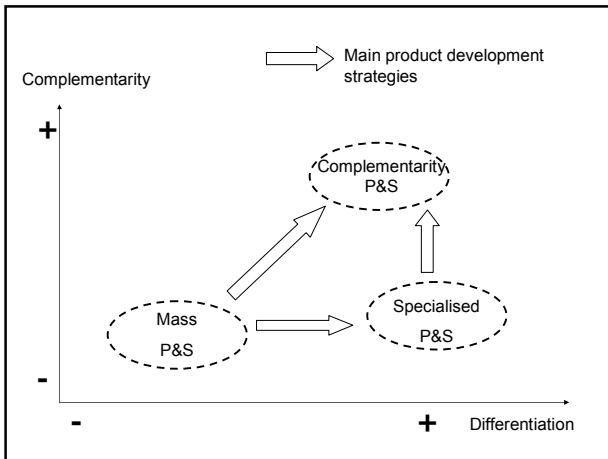 Main product development
strategies
Complementarity
+
Complementarity
P&S
Mass
P&S
Specialised
P&S
-
-
+
Differentiation